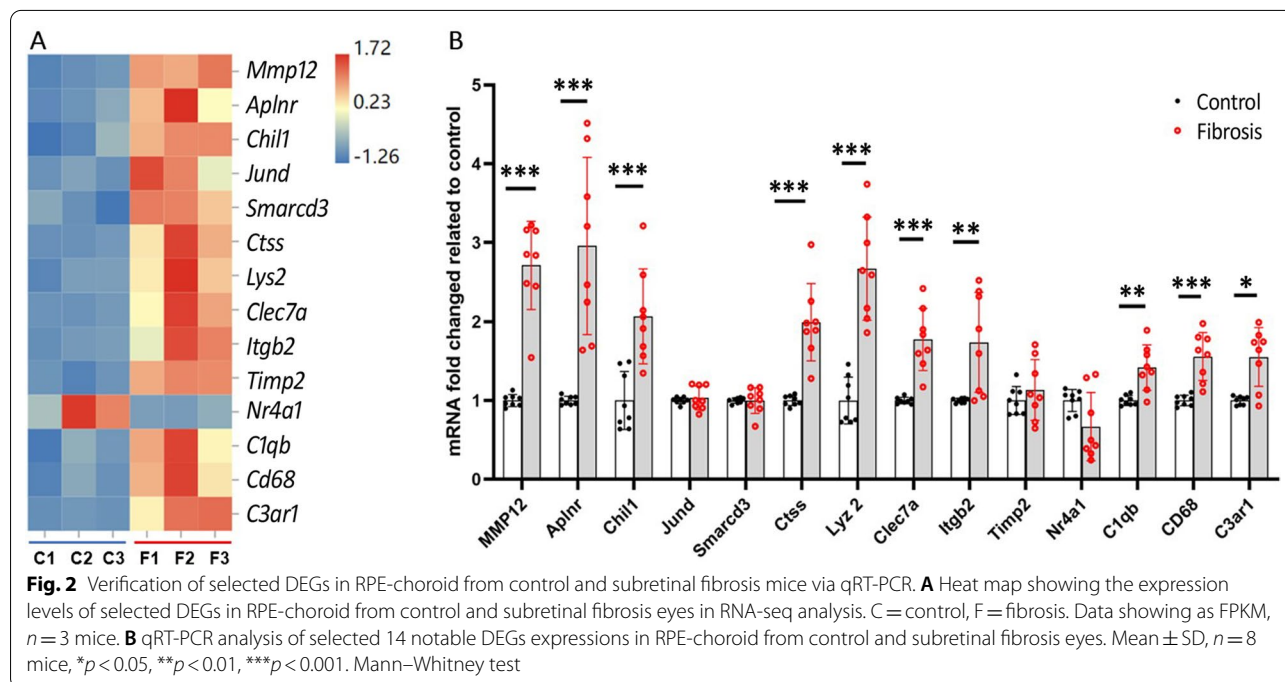 A
1.72
0.23
-1.26
Mmp12
Aplnr
Chil1
Jund
Smarcd3
Ctss
Lys2
Clec7a
Itgb2
Timp2
Nr4a1
C1qb
Cd68
C3ar1
C1 C2 C3 F1 F2 F3
B
mRNA fold changed related to control
5
4
3
2
1
0
*** *** *** *** *** *** ** ** *** *
Control
Fibrosis
MMP12 Aplnr Chil1 Jund Smarcd3 Ctss Lyz 2 Clec7a Itgb2 Timp2 Nr4a1 C1qb CD68 C3ar1
Fig. 2 Verification of selected DEGs in RPE-choroid from control and subretinal fibrosis mice via qRT-PCR. A Heat map showing the expression
levels of selected DEGs in RPE-choroid from control and subretinal fibrosis eyes in RNA-seq analysis. C = control, F = fibrosis. Data showing as FPKM,
n = 3 mice. B qRT-PCR analysis of selected 14 notable DEGs expressions in RPE-choroid from control and subretinal fibrosis eyes. Mean ± SD, n = 8
mice, *p < 0.05, **p < 0.01, ***p < 0.001. Mann–Whitney test